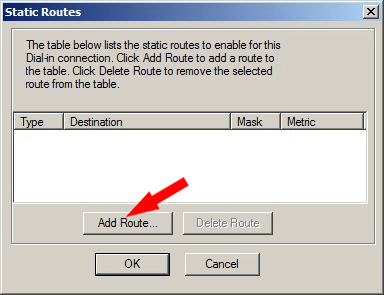 Static Routes
The table below lists the static routes to enable for this
Dial-in connection. Click Add Route to add a route to
the table. Click Delete Route to remove the selected
route from the table.
Type Destination Mask Metric
Add Route... Delete Route
OK Cancel